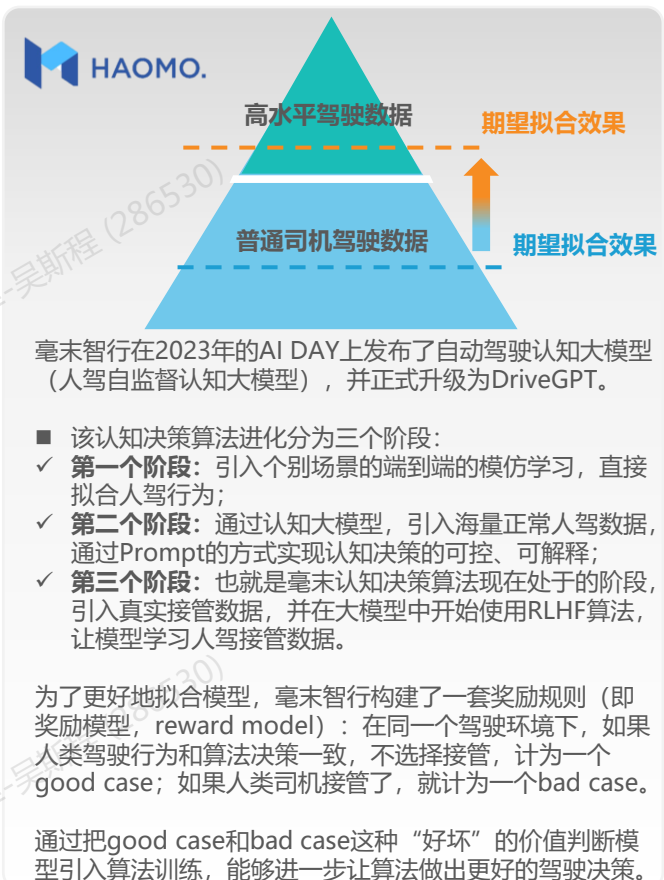 HAOMO.
高水平驾驶数据
期望拟合效果
普通司机驾驶数据
期望拟合效果
吴斯程 (286530)
毫末智行在2023年的AI DAY上发布了自动驾驶认知大模型
（人驾自监督认知大模型），并正式升级为DriveGPT。
■ 该认知决策算法进化分为三个阶段：
✓ 第一个阶段：引入个别场景的端到端的模仿学习，直接
拟合人驾行为；
✓ 第二个阶段：通过认知大模型，引入海量正常人驾数据，
通过Prompt的方式实现认知决策的可控、可解释；
✓ 第三个阶段：也就是毫末认知决策算法现在处于的阶段，
引入真实接管数据，并在大模型中开始使用RLHF算法，
让模型学习人驾接管数据。
为了更好地拟合模型，毫末智行构建了一套奖励规则（即
奖励模型，reward model）：在同一个驾驶环境下，如果
人类驾驶行为和算法决策一致，不选择接管，计为一个
good case；如果人类司机接管了，就计为一个bad case。
通过把good case和bad case这种“好坏”的价值判断模
型引入算法训练，能够进一步让算法做出更好的驾驶决策。